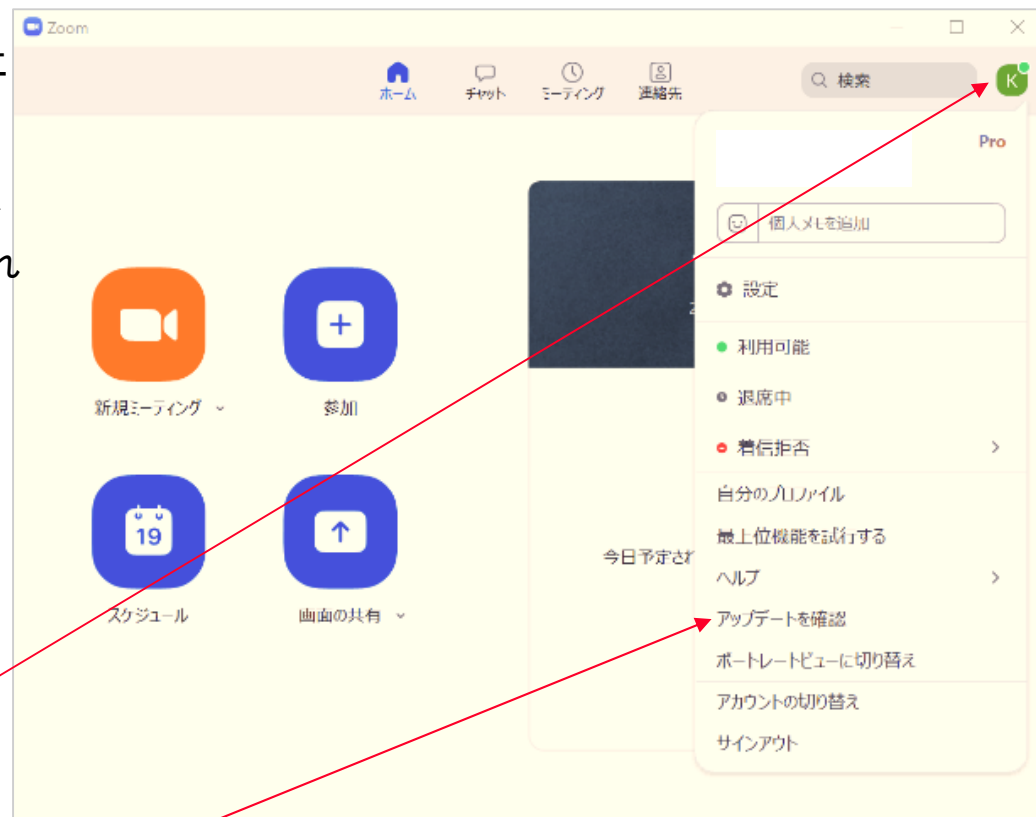 Zoom
ホーム
チャット
ミーティング
連絡先
検索
K
Pro
個人メモを追加
設定
利用可能
退席中
着信拒否
自分のプロファイル
最上位機能を試行する
ヘルプ
アップデートを確認
ポートレートビューに切り替え
アカウントの切り替え
サインアウト
新規ミーティング
参加
19
スケジュール
画面の共有
2
今日予定され
れ